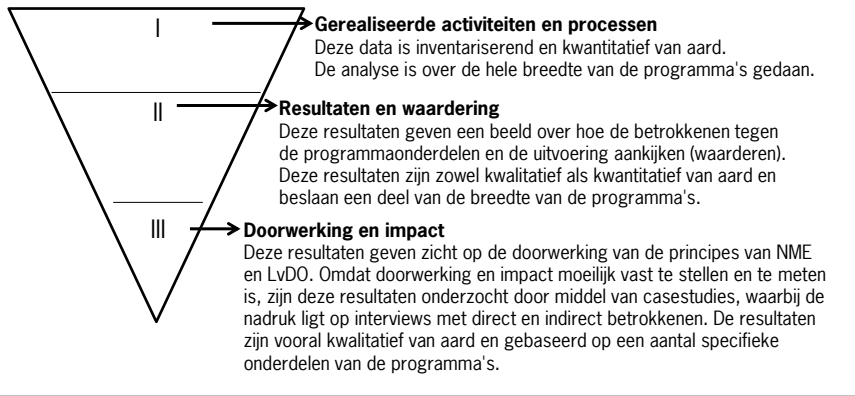 I
Gerealiseerde activiteiten en processen
Deze data is inventariserend en kwantitatief van aard.
De analyse is over de hele breedte van de programma's gedaan.
II
Resultaten en waardering
Deze resultaten geven een beeld over hoe de betrokkenen tegen
de programmaonderdelen en de uitvoering aankijken (waarderen).
Deze resultaten zijn zowel kwalitatief als kwantitatief van aard en
beslaan een deel van de breedte van de programma's.
III
Doorwerking en impact
Deze resultaten geven zicht op de doorwerking van de principes van NME
en LvDO. Omdat doorwerking en impact moeilijk vast te stellen en te meten
is, zijn deze resultaten onderzocht door middel van casestudies, waarbij de
nadruk ligt op interviews met direct en indirect betrokkenen. De resultaten
zijn vooral kwalitatief van aard en gebaseerd op een aantal specifieke
onderdelen van de programma's.